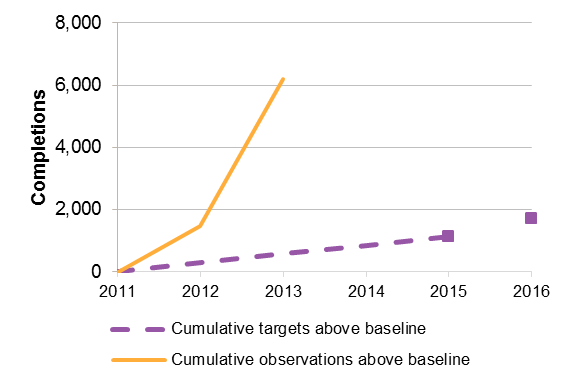 8,000
6,000
4,000
2,000
0
Completions
2011 2012 2013 2014 2015 2016
Cumulative targets above baseline
Cumulative observations above baseline